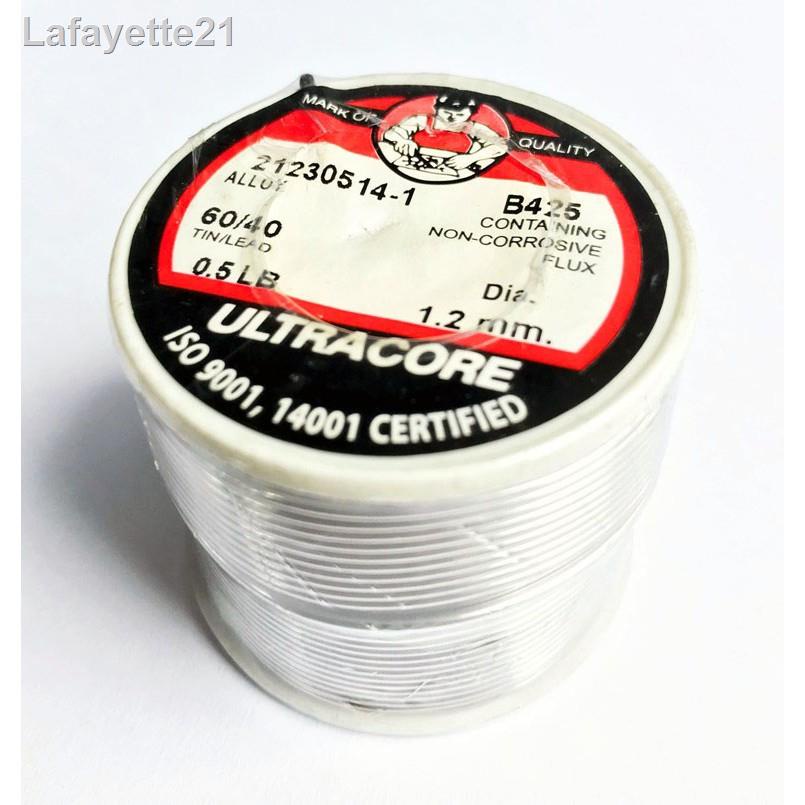 Lafayette21
MARK OF QUALITY
21230514-1
ALLOY
60/40
TIN/LEAD
0.5 LB
B425
CONTAINING
NON-CORROSIVE
FLUX
Dia.
1.2 mm.
ULTRACORE
ISO 9001, 14001 CERTIFIED